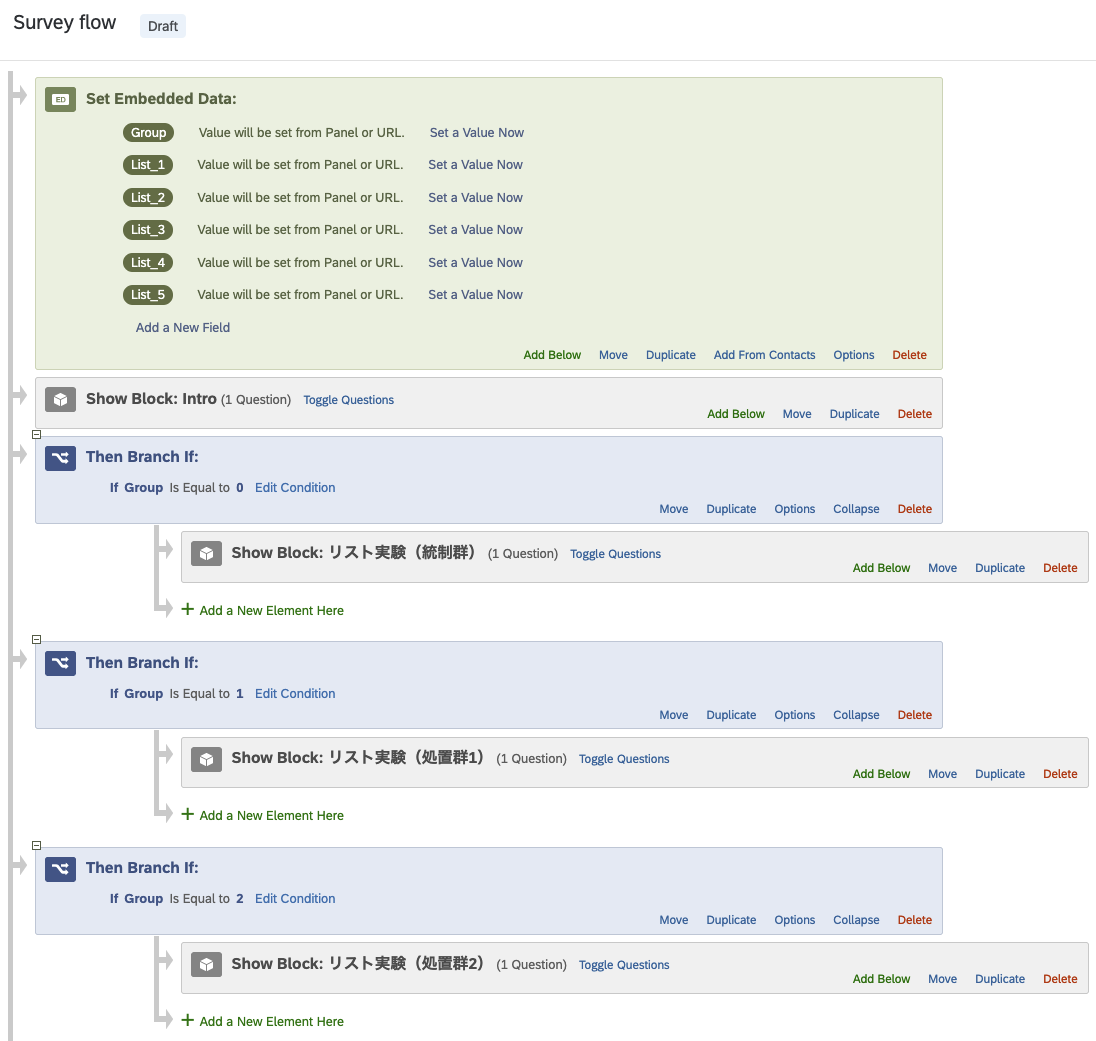 Survey flow Draft
ED Set Embedded Data:
Group Value will be set from Panel or URL. Set a Value Now
List_1 Value will be set from Panel or URL. Set a Value Now
List_2 Value will be set from Panel or URL. Set a Value Now
List_3 Value will be set from Panel or URL. Set a Value Now
List_4 Value will be set from Panel or URL. Set a Value Now
List_5 Value will be set from Panel or URL. Set a Value Now
Add a New Field
Add Below Move Duplicate Add From Contacts Options Delete
Show Block: Intro (1 Question) Toggle Questions
Add Below Move Duplicate Delete
Then Branch If:
If Group Is Equal to 0 Edit Condition
Move Duplicate Options Collapse Delete
Show Block: リスト実験（統制群） (1 Question) Toggle Questions
Add Below Move Duplicate Delete
+ Add a New Element Here
Then Branch If:
If Group Is Equal to 1 Edit Condition
Move Duplicate Options Collapse Delete
Show Block: リスト実験（処置群1） (1 Question) Toggle Questions
Add Below Move Duplicate Delete
+ Add a New Element Here
Then Branch If:
If Group Is Equal to 2 Edit Condition
Move Duplicate Options Collapse Delete
Show Block: リスト実験（処置群2） (1 Question) Toggle Questions
Add Below Move Duplicate Delete
+ Add a New Element Here